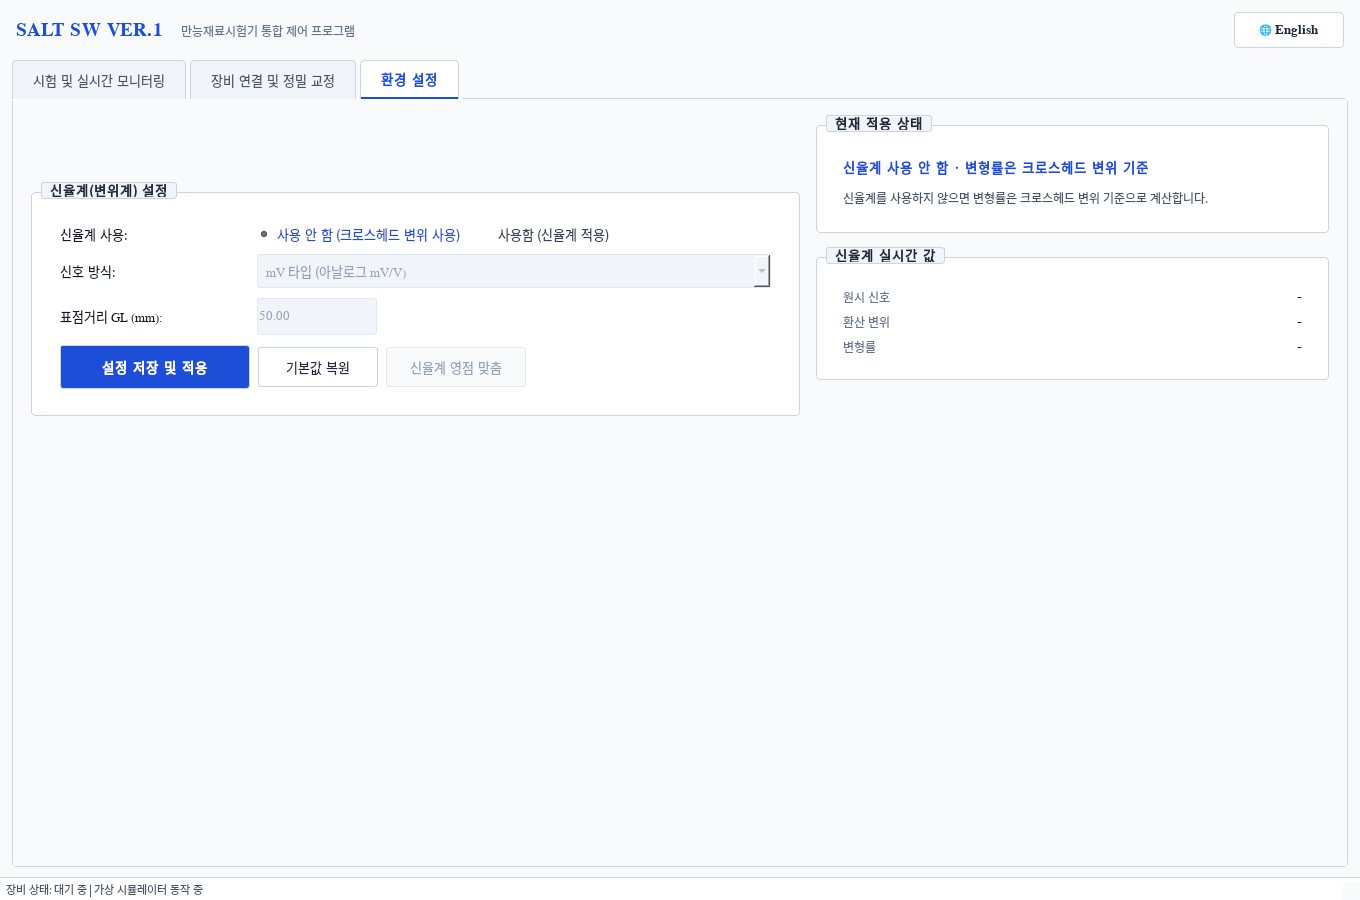 SALT SW VER.1 만능재료시험기 통합 제어 프로그램
🌐 English
시험 및 실시간 모니터링
장비 연결 및 정밀 교정
환경 설정
신율계(변위계) 설정
신율계 사용: 사용 안 함 (크로스헤드 변위 사용) 사용함 (신율계 적용)
신호 방식: mV 타입 (아날로그 mV/V)
표점거리 GL (mm): 50.00
설정 저장 및 적용
기본값 복원
신율계 영점 맞춤
현재 적용 상태
신율계 사용 안 함 · 변형률은 크로스헤드 변위 기준
신율계를 사용하지 않으면 변형률은 크로스헤드 변위 기준으로 계산합니다.
신율계 실시간 값
원시 신호 -
환산 변위 -
변형률 -
장비 상태: 대기 중 | 가상 시뮬레이터 동작 중